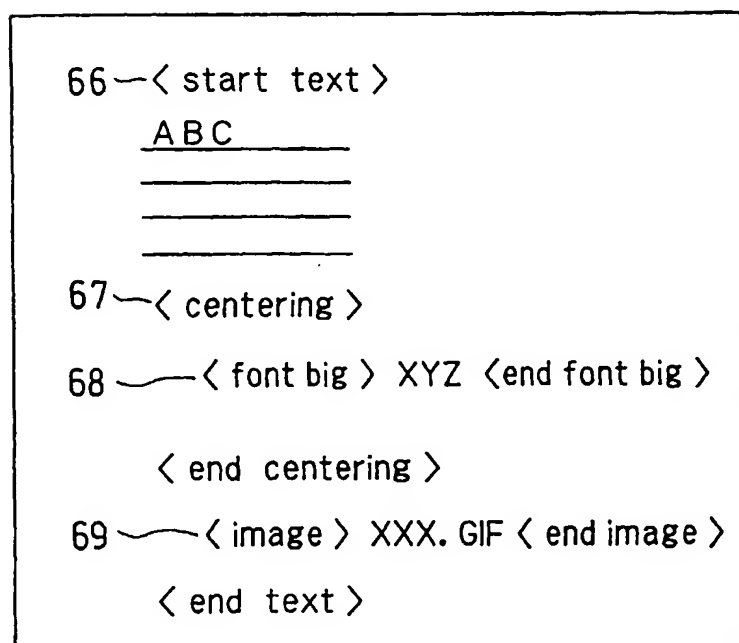 66 〈 start text 〉
ABC
67 〈 centering 〉
68 〈 font big 〉 XYZ 〈end font big 〉
〈 end centering 〉
69 〈 image 〉 XXX. GIF 〈 end image 〉
〈 end text 〉